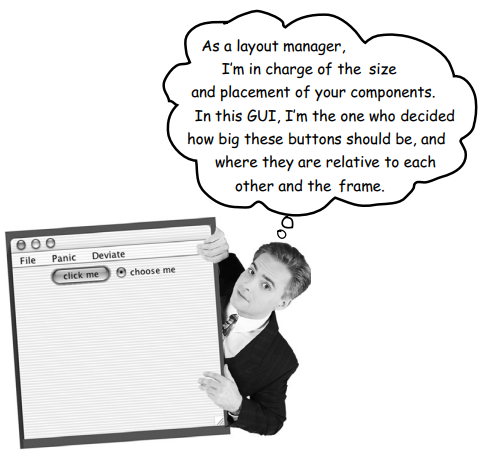 As a layout manager,
I'm in charge of the size
and placement of your components.
In this GUI, I'm the one who decided
how big these buttons should be, and
where they are relative to each
other and the frame.
File Panic Deviate
click me choose me